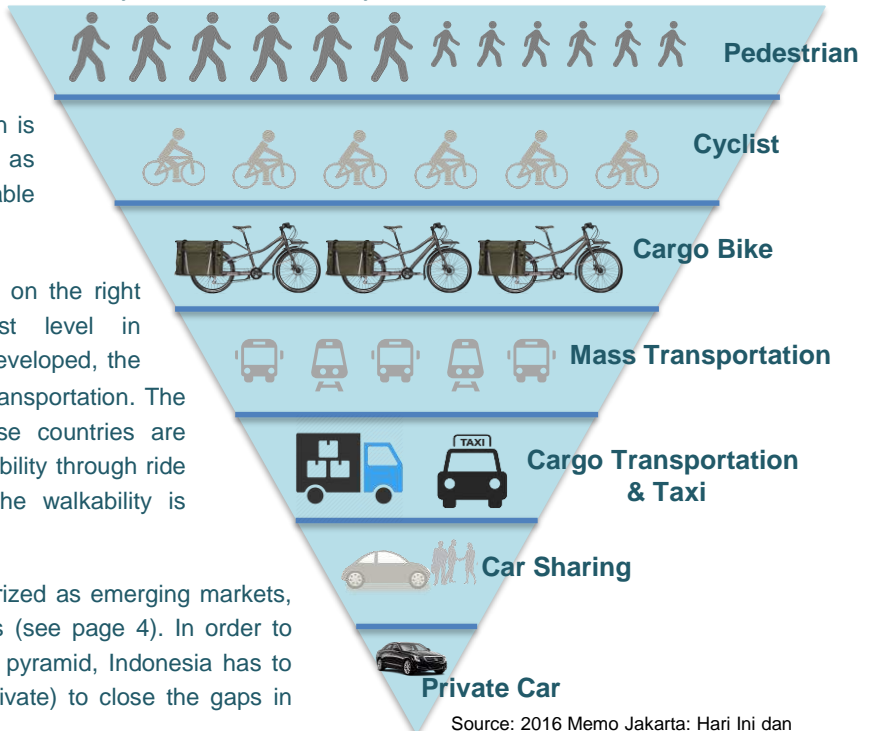 Pedestrian
n is
as
able
Cyclist
on the right
st level in
eveloped, the
ansportation. The
se countries are
bility through ride
he walkability is
Cargo Bike
Mass Transportation
TAXI
Cargo Transportation
& Taxi
Car Sharing
rized as emerging markets,
s (see page 4). In order to
pyramid, Indonesia has to
ivate) to close the gaps in
Private Car
Source: 2016 Memo Jakarta: Hari Ini dan